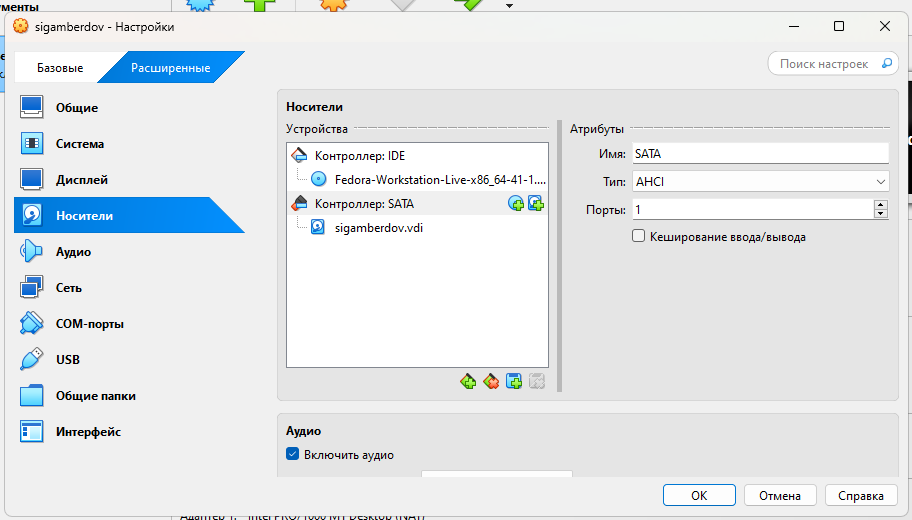 sigamberdov - Настройки
Базовые
Расширенные
Поиск настроек
Общие
Система
Дисплей
Носители
Аудио
Сеть
COM-порты
USB
Общие папки
Интерфейс
Носители
Устройства
Контроллер: IDE
Fedora-Workstation-Live-x86_64-41-1....
Контроллер: SATA
sigamberdov.vdi
Атрибуты
Имя: SATA
Тип: AHCI
Порты: 1
Кеширование ввода/вывода
Аудио
Включить аудио
OK
Отмена
Справка